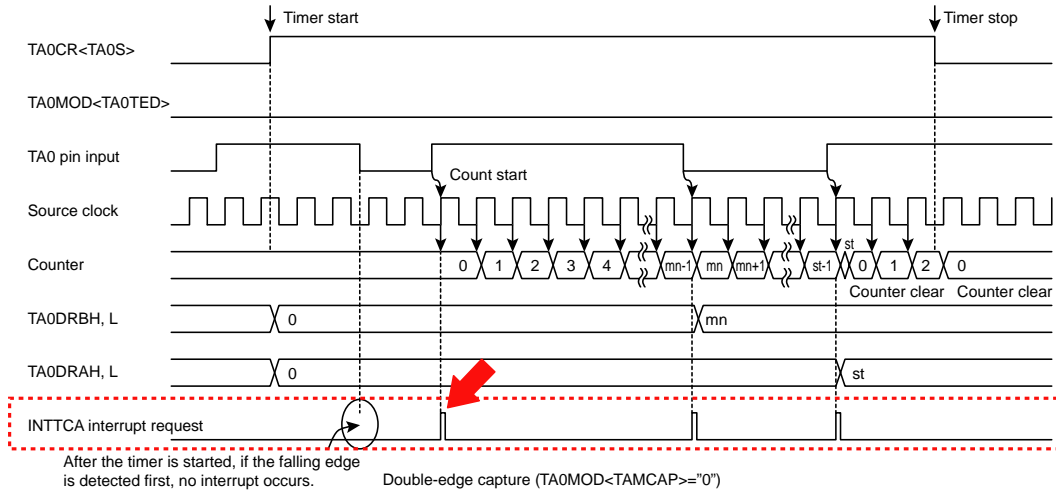 Timer start
Timer stop
TA0CR<TA0S>
TA0MOD<TA0TED>
TA0 pin input
Count start
Source clock
st
Counter
0 1 2 3 4 mn-1 mn mn+1 st-1 0 1 2 0
Counter clear Counter clear
TA0DRBH, L
0 mn
TA0DRAH, L
0 st
INTTCA interrupt request
After the timer is started, if the falling edge
is detected first, no interrupt occurs.
Double-edge capture (TA0MOD<TAMCAP>="0")